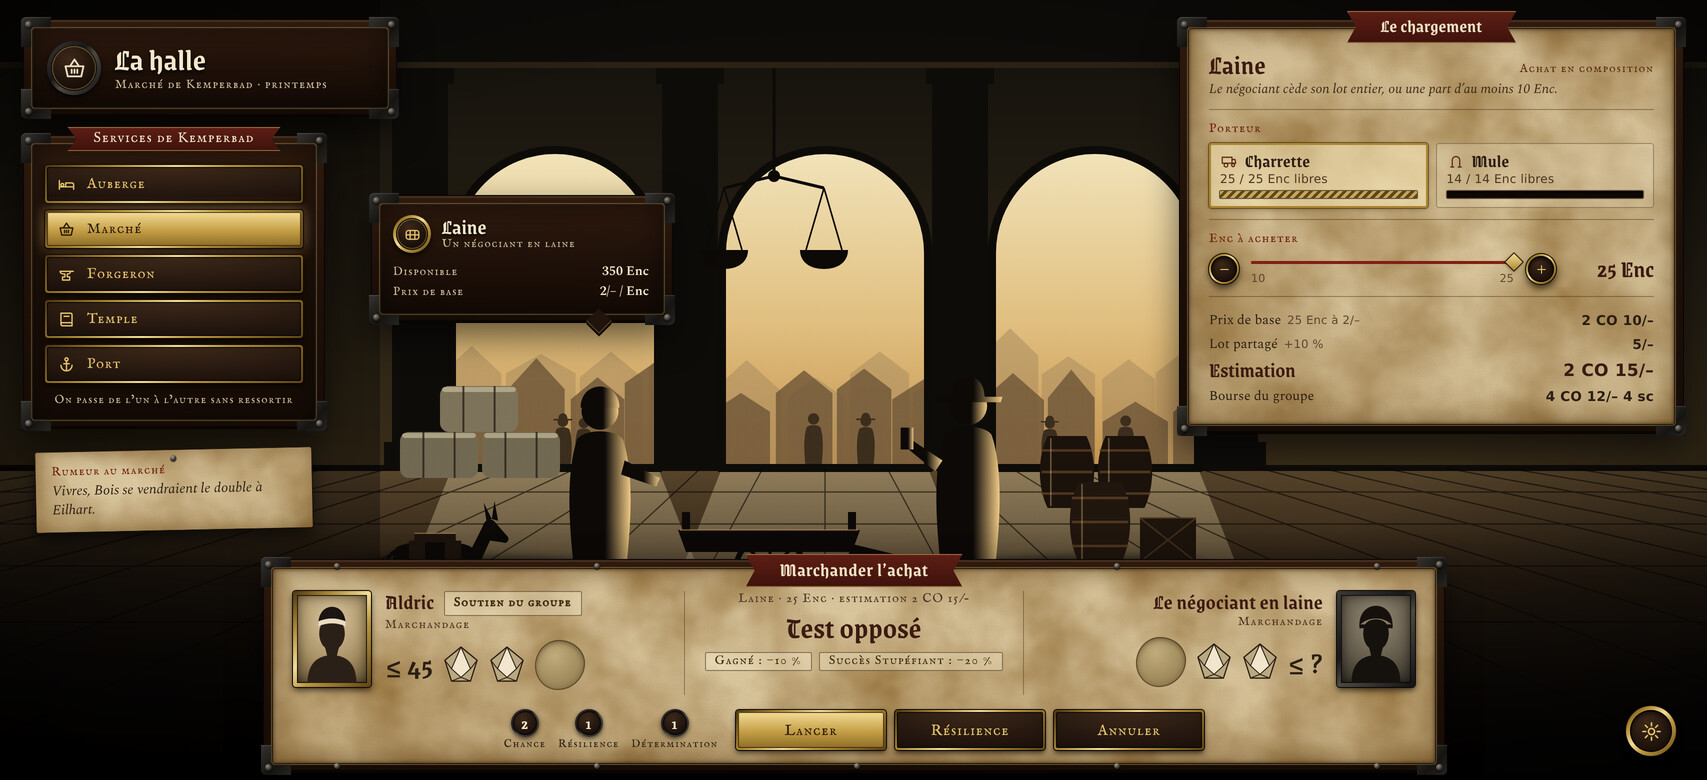 La halle
Marché de Kemperbad · printemps
Services de Kemperbad
Auberge
Marché
Forgeron
Temple
Port
On passe de l'un à l'autre sans ressortir
Rumeur au marché
Vivres, Bois se vendraient le double à
Eilhart.
Laine
Un négociant en laine
Disponible 350 Enc
Prix de base 2/– / Enc
Le chargement
Laine Achat en composition
Le négociant cède son lot entier, ou une part d'au moins 10 Enc.
Porteur
Charrette
25 / 25 Enc libres
Mule
14 / 14 Enc libres
Enc à acheter
− 10 25 + 25 Enc
Prix de base 25 Enc à 2/– 2 CO 10/–
Lot partagé +10 % 5/–
Estimation 2 CO 15/–
Bourse du groupe 4 CO 12/– 4 sc
Marchander l'achat
Aldric Soutien du groupe
Marchandage
≤ 45
Laine · 25 Enc · estimation 2 CO 15/–
Test opposé
Gagné : −10 % Succès Stupéfiant : −20 %
Le négociant en laine
Marchandage
≤ ?
2 Chance
1 Résilience
1 Détermination
Lancer
Résilience
Annuler